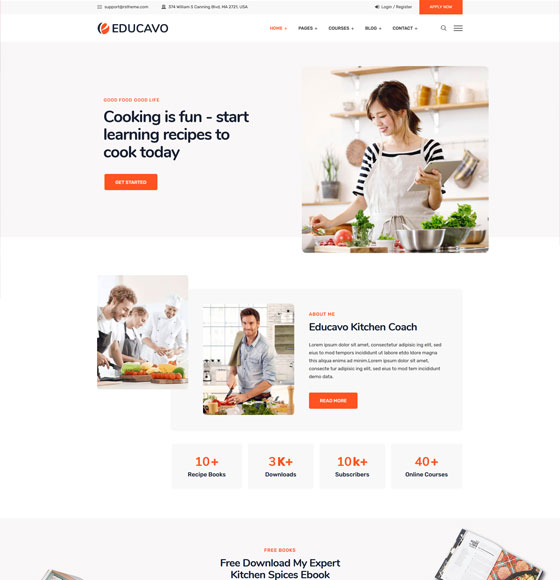 support@rstheme.com 374 William S Canning Blvd, MA 2721, USA Login / Register APPLY NOW
EDUCAVO HOME + PAGES + COURSES + BLOG + CONTACT +
GOOD FOOD GOOD LIFE
Cooking is fun - start
learning recipes to
cook today
GET STARTED
ABOUT ME
Educavo Kitchen Coach
Lorem ipsum dolor sit amet, consectetur adipisic ing elit, sed
eius to mod tempors incididunt ut labore etdo klore magna
this aliqua enims ad minim.Lorem ipsum dolor sit amet,
consecte tur adipisic elit, sed eius to mod tem incididunt
demo data.
READ MORE
10+ 3K+ 10k+ 40+
Recipe Books Downloads Subscribers Online Courses
FREE BOOKS
Free Download My Expert
Kitchen Spices Ebook